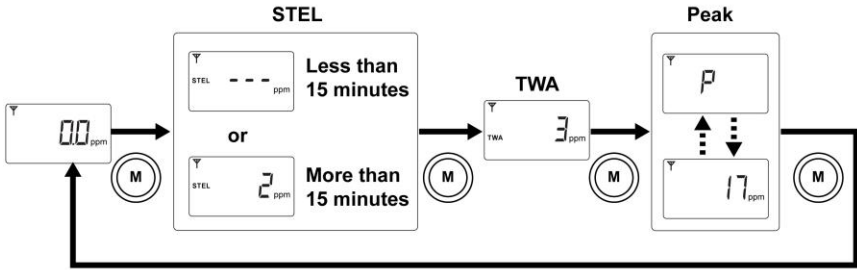 STEL
Peak
STEL
- - -
ppm
Less than
15 minutes
TWA
P
0.0 ppm
or
TWA
3 ppm
M
STEL
2 ppm
More than
15 minutes
M
M
17 ppm
M